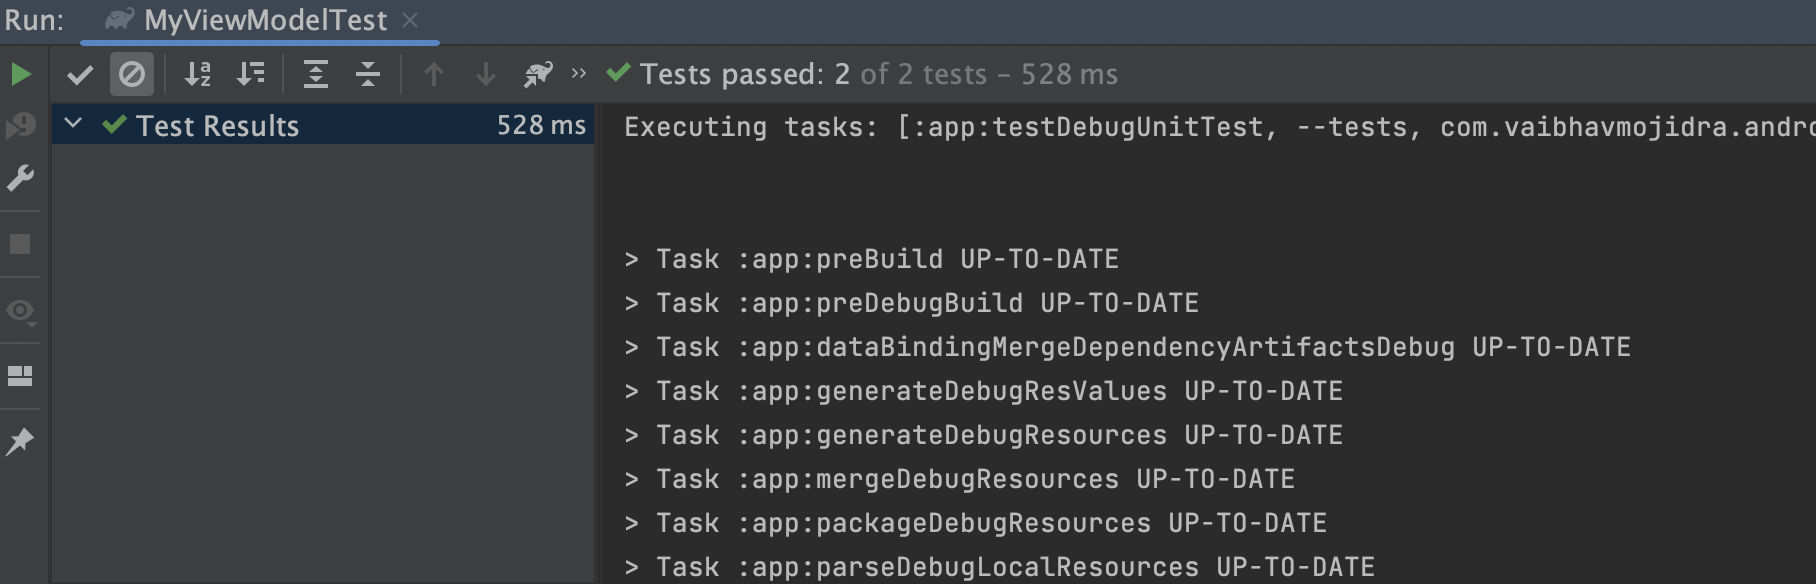 Run: MyViewModelTest
Tests passed: 2 of 2 tests – 528 ms
Test Results 528 ms
Executing tasks: [:app:testDebugUnitTest, --tests, com.vaibhavmojidra.andro
> Task :app:preBuild UP-TO-DATE
> Task :app:preDebugBuild UP-TO-DATE
> Task :app:dataBindingMergeDependencyArtifactsDebug UP-TO-DATE
> Task :app:generateDebugResValues UP-TO-DATE
> Task :app:generateDebugResources UP-TO-DATE
> Task :app:mergeDebugResources UP-TO-DATE
> Task :app:packageDebugResources UP-TO-DATE
> Task :app:parseDebugLocalResources UP-TO-DATE